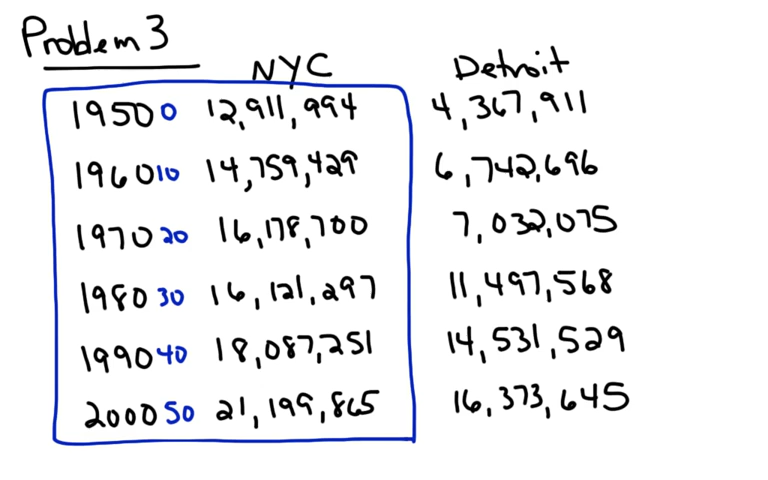 Problem 3
NYC Detroit
1950 0 12,911,994 4,367,911
1960 10 14,759,429 6,742,696
1970 20 16,178,700 7,032,075
1980 30 16,121,297 11,497,568
1990 40 18,087,251 14,531,529
2000 50 21,199,865 16,373,645